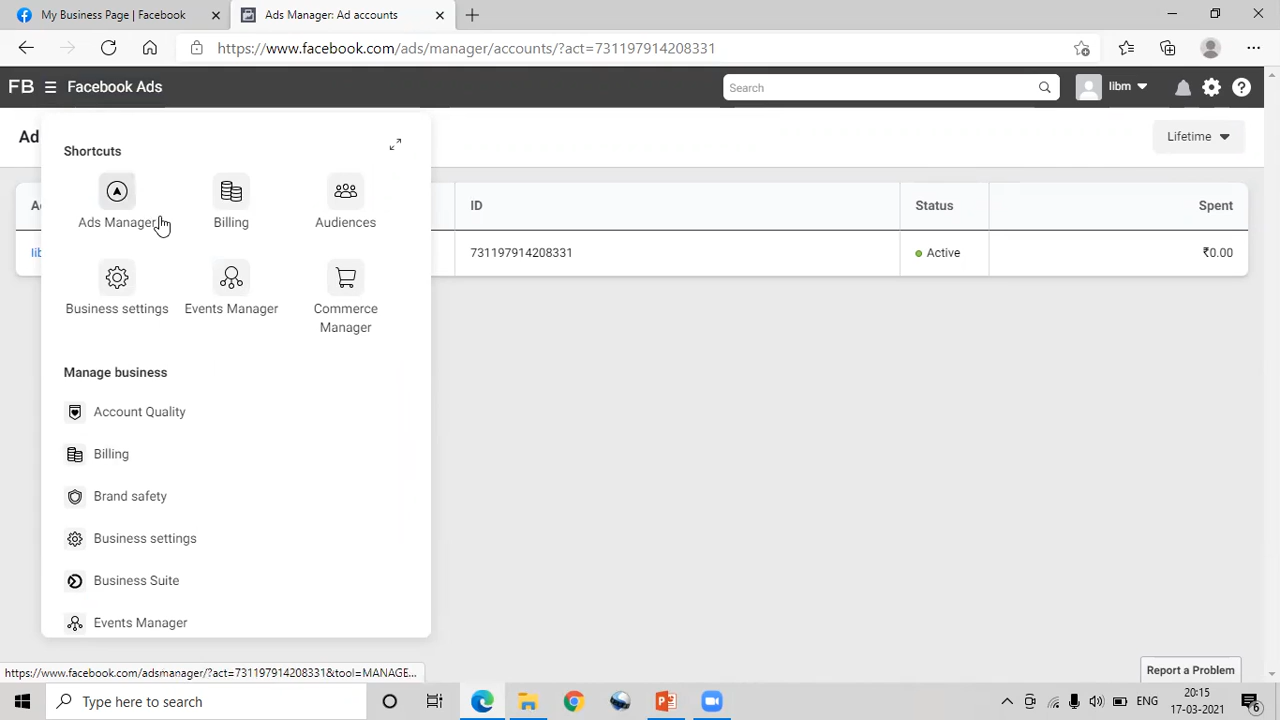 My Business Page | Facebook
Ads Manager: Ad accounts
https://www.facebook.com/ads/manager/accounts/?act=731197914208331
FB
Facebook Ads
Search
libm
Ad
Lifetime
Shortcuts
Ads Manager
Billing
Audiences
Business settings
Events Manager
Commerce
Manager
Manage business
Account Quality
Billing
Brand safety
Business settings
Business Suite
Events Manager
ID
Status
Spent
lib
731197914208331
Active
₹0.00
https://www.facebook.com/adsmanager/?act=731197914208331&tool=MANAGE...
Report a Problem
Type here to search
ENG
20:15
17-03-2021
6